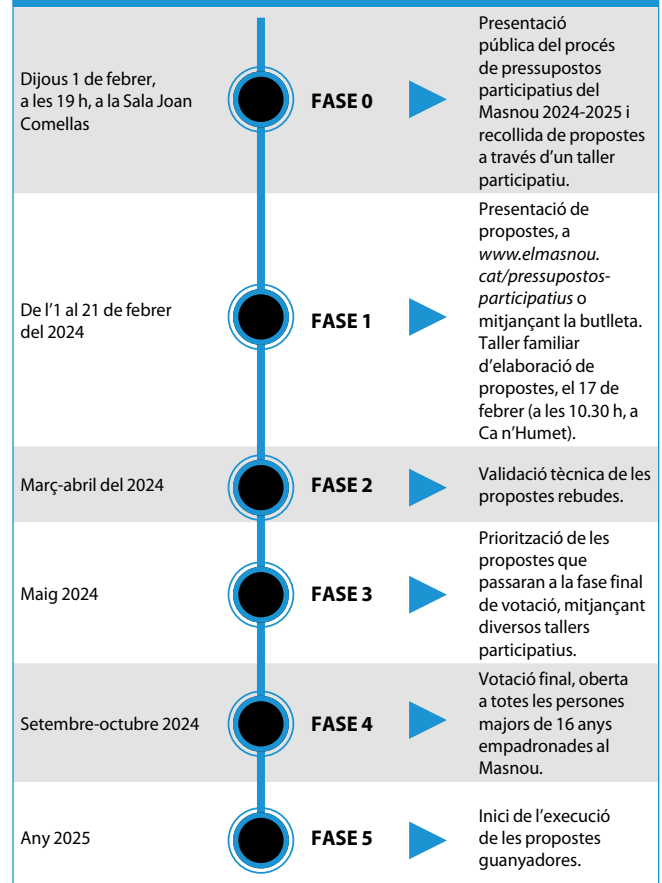 Dijous 1 de febrer,
a les 19 h, a la Sala Joan
Comellas
FASE 0
Presentació
pública del procés
de pressupostos
participatius del
Masnou 2024-2025 i
recollida de propostes
a través d’un taller
participatiu.
De l’1 al 21 de febrer
del 2024
FASE 1
Presentació de
propostes, a
www.elmasnou.
cat/pressupostos-
participatius o
mitjançant la butlleta.
Taller familiar
d’elaboració de
propostes, el 17 de
febrer (a les 10.30 h, a
Ca n’Humet).
Març-abril del 2024
FASE 2
Validació tècnica de les
propostes rebudes.
Maig 2024
FASE 3
Priorització de les
propostes que
passaran a la fase final
de votació, mitjançant
diversos tallers
participatius.
Setembre-octubre 2024
FASE 4
Votació final, oberta
a totes les persones
majors de 16 anys
empadronades al
Masnou.
Any 2025
FASE 5
Inici de l’execució
de les propostes
guanyadores.